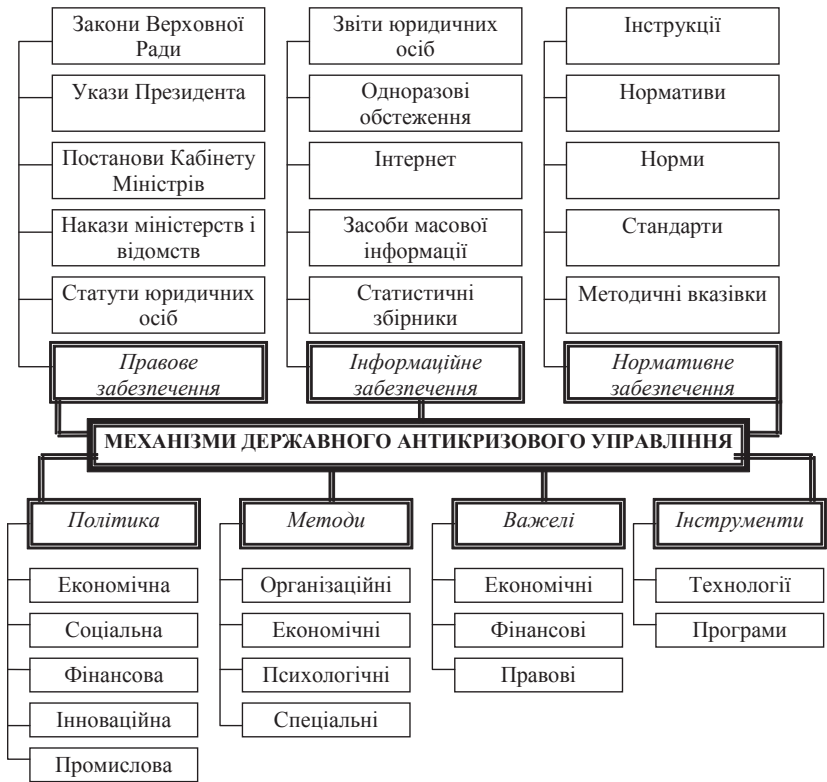 Закони Верховної
Ради
Укази Президента
Постанови Кабінету
Міністрів
Накази міністерств і
відомств
Статути юридичних
осіб
Правове
забезпечення
Звіти юридичних
осіб
Одноразові
обстеження
Інтернет
Засоби масової
інформації
Статистичні
збірники
Інформаційне
забезпечення
Інструкції
Нормативи
Норми
Стандарти
Методичні вказівки
Нормативне
забезпечення
МЕХАНІЗМИ ДЕРЖАВНОГО АНТИКРИЗОВОГО УПРАВЛІННЯ
Політика
Економічна
Соціальна
Фінансова
Інноваційна
Промислова
Методи
Організаційні
Економічні
Психологічні
Спеціальні
Важелі
Економічні
Фінансові
Правові
Інструменти
Технології
Програми